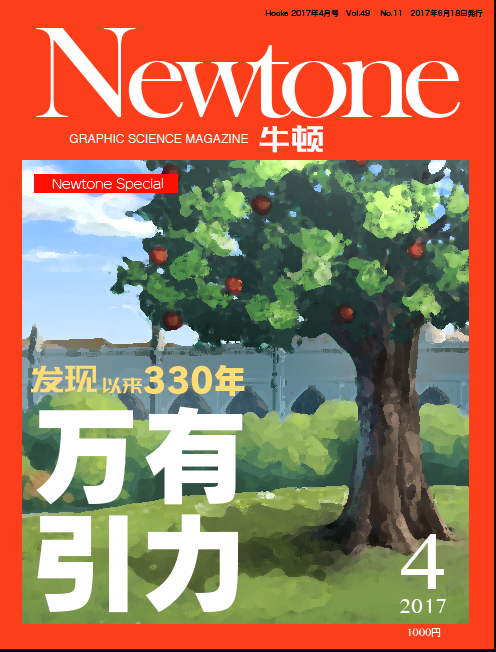 Hooke 2017年4月号 Vol.49 No.11 2017年6月18日発行
Newtone
GRAPHIC SCIENCE MAGAZINE 牛顿
Newtone Special
发现以来330年
万有
引力
4
2017
1000円